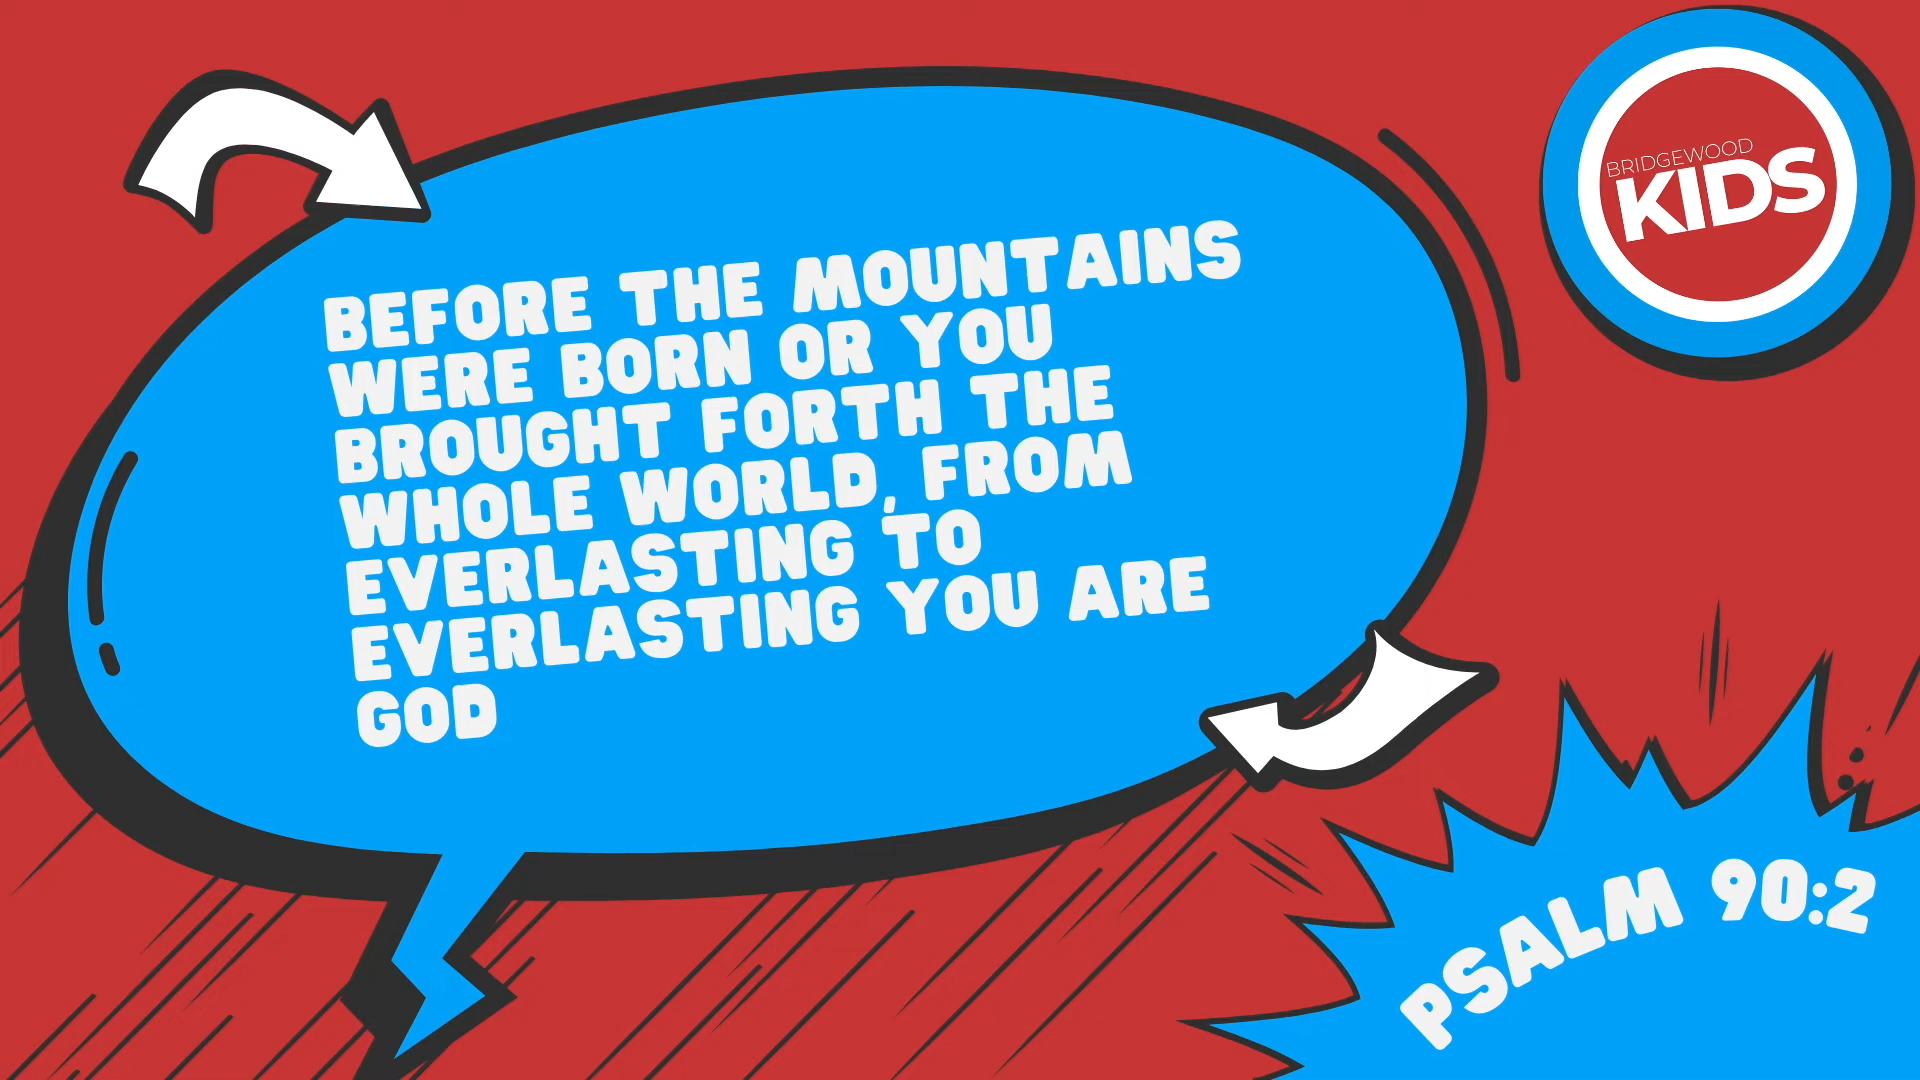 BEFORE THE MOUNTAINS
WERE BORN OR YOU
BROUGHT FORTH THE
WHOLE WORLD, FROM
EVERLASTING TO
EVERLASTING YOU ARE
GOD
BRIDGEWOOD
KIDS
PSALM 90:2